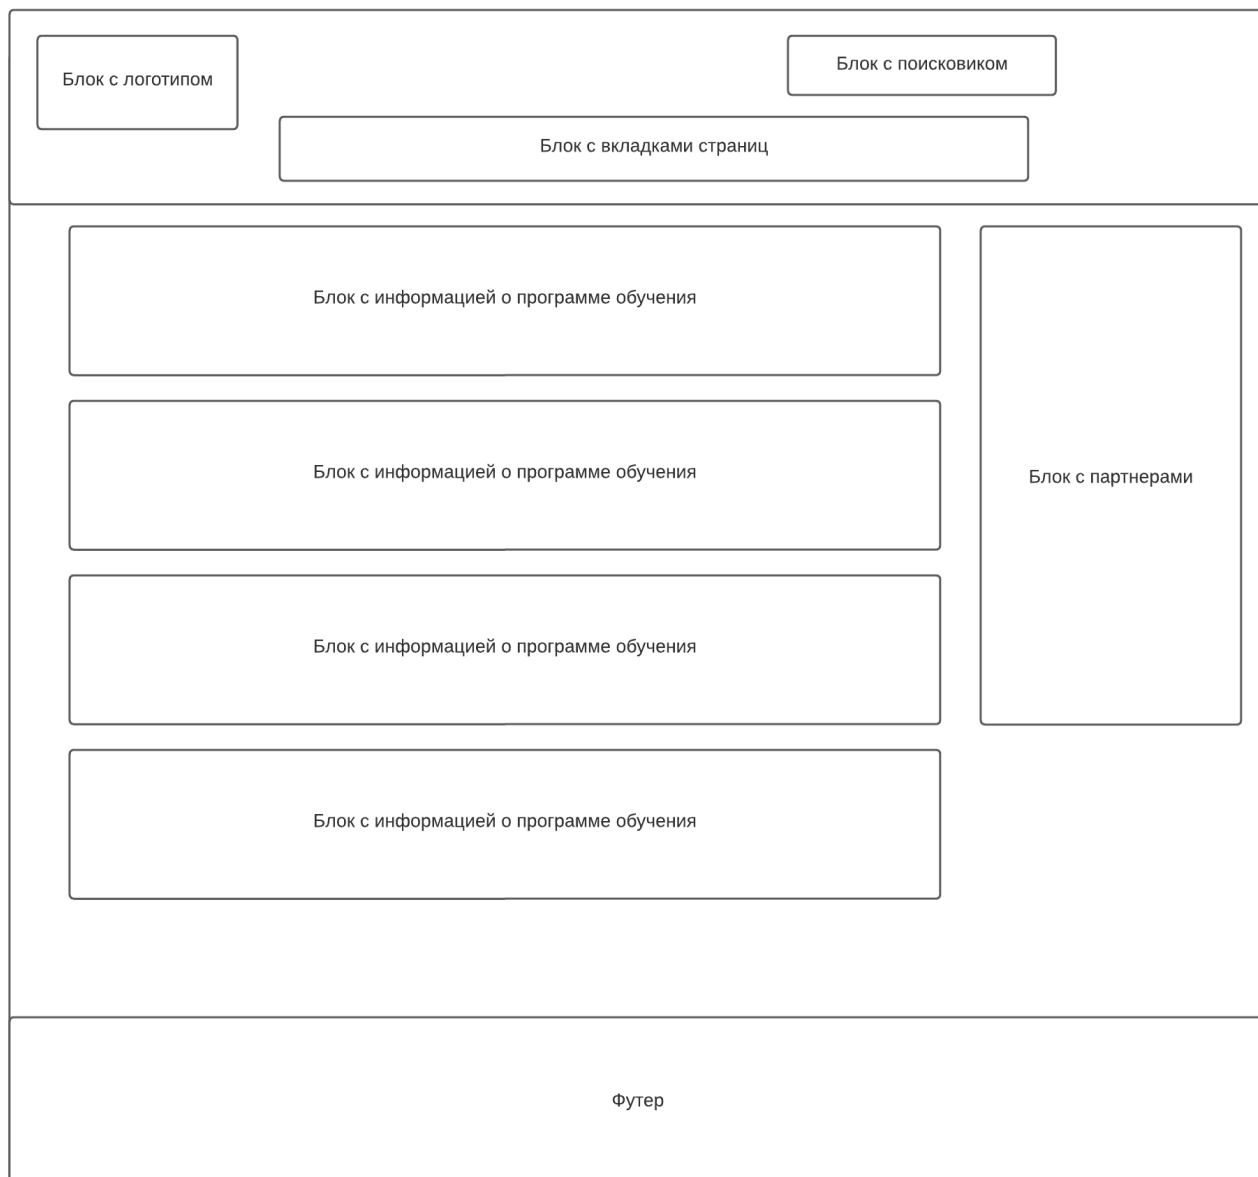 Блок с логотипом
Блок с поисковиком
Блок с вкладками страниц
Блок с информацией о программе обучения
Блок с информацией о программе обучения
Блок с партнерами
Блок с информацией о программе обучения
Блок с информацией о программе обучения
Футер